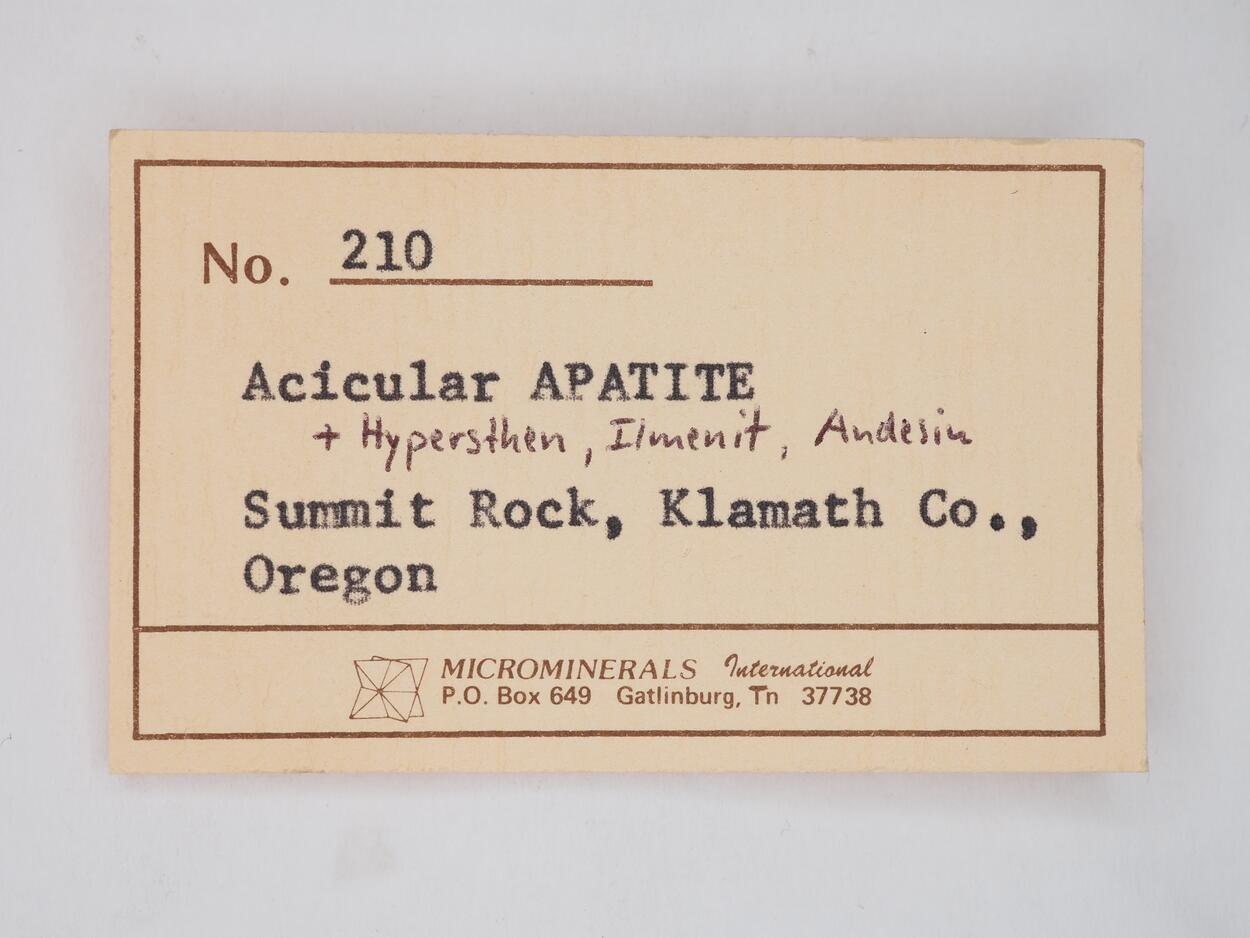 No. 210
Acicular APATITE
+ Hypersthen, Ilmenit, Andesin
Summit Rock, Klamath Co.,
Oregon
MICROMINERALS International
P.O. Box 649 Gatlinburg, Tn 37738